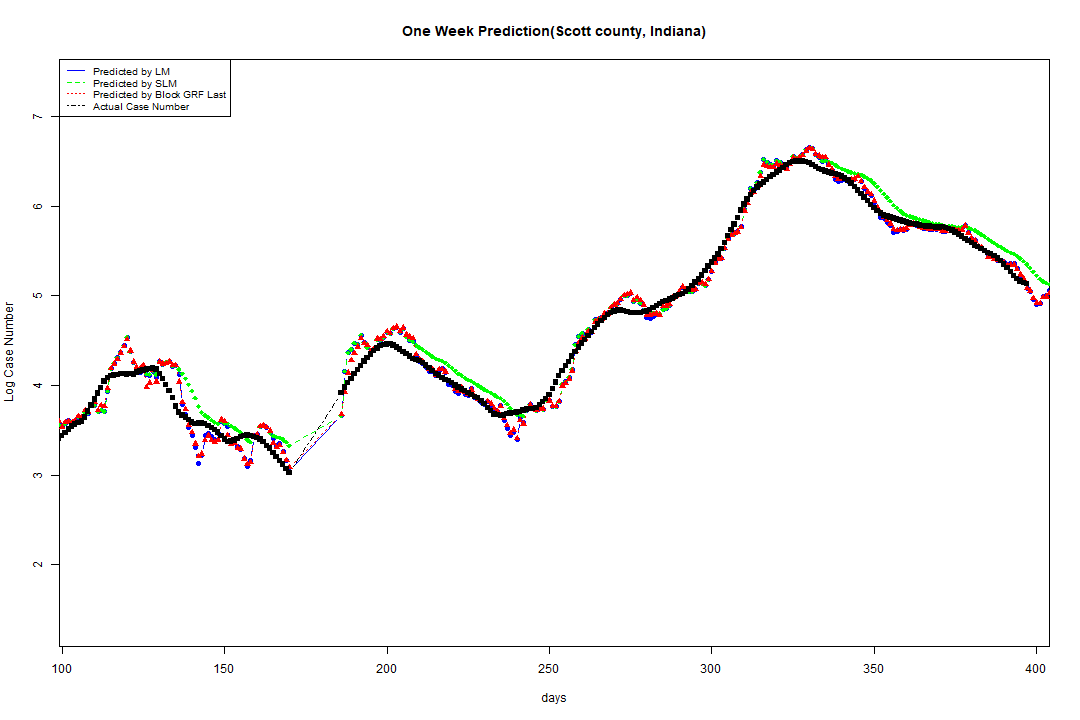 One Week Prediction(Scott county, Indiana)
Predicted by LM
Predicted by SLM
Predicted by Block GRF Last
Actual Case Number
Log Case Number
7
6
5
4
3
2
100 150 200 250 300 350 400
days